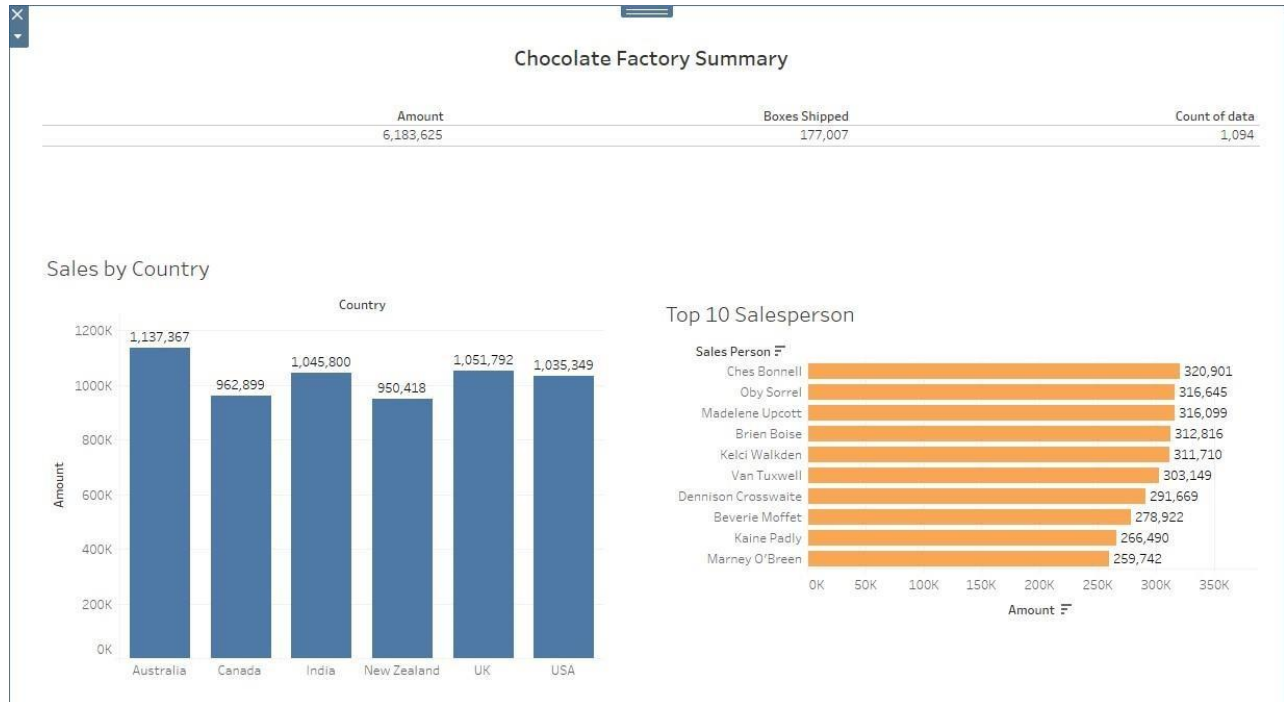 Chocolate Factory Summary
Amount Boxes Shipped Count of data
6,183,625 177,007 1,094
Sales by Country
Country
1200K
1000K
800K
600K
400K
200K
0K
Amount
1,137,367
962,899
1,045,800
950,418
1,051,792
1,035,349
Australia Canada India New Zealand UK USA
Top 10 Salesperson
Sales Person
Ches Bonnell 320,901
Oby Sorrel 316,645
Madelene Upcott 316,099
Brien Boise 312,816
Kelci Walkden 311,710
Van Tuxwell 303,149
Dennison Crosswaite 291,669
Beverie Moffet 278,922
Kaine Padly 266,490
Marney O’Breen 259,742
0K 50K 100K 150K 200K 250K 300K 350K
Amount